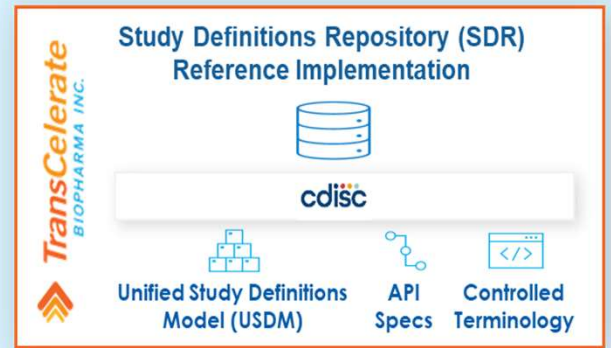 TransCelerate
BIOPHARMA INC.
Study Definitions Repository (SDR)
Reference Implementation
cdisc
</>
Unified Study Definitions
Model (USDM)
API
Specs
Controlled
Terminology